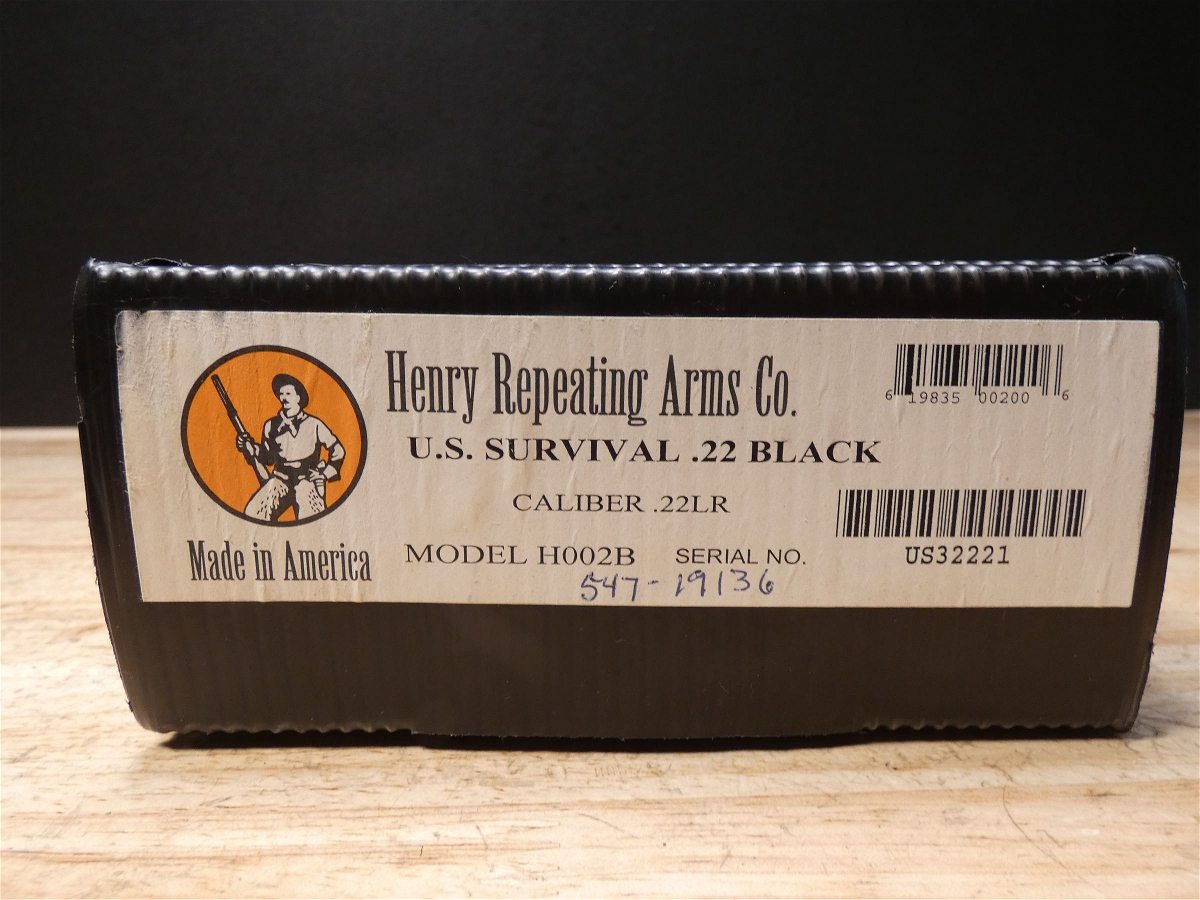 Henry Repeating Arms Co.
U.S. SURVIVAL .22 BLACK
CALIBER .22LR
MODEL H002B SERIAL NO.
547-19136
Made in America
6 19835 00200 6
US32221